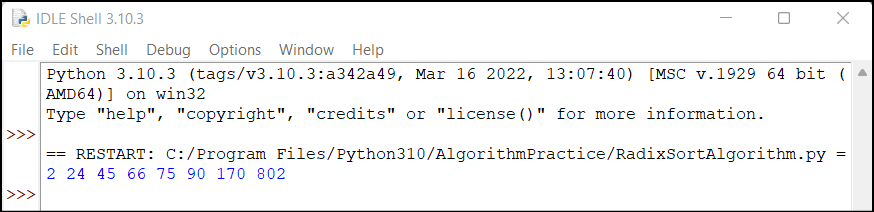 IDLE Shell 3.10.3
File Edit Shell Debug Options Window Help
Python 3.10.3 (tags/v3.10.3:a342a49, Mar 16 2022, 13:07:40) [MSC v.1929 64 bit (
AMD64)] on win32
Type "help", "copyright", "credits" or "license()" for more information.
>>>
== RESTART: C:/Program Files/Python310/AlgorithmPractice/RadixSortAlgorithm.py =
2 24 45 66 75 90 170 802
>>>